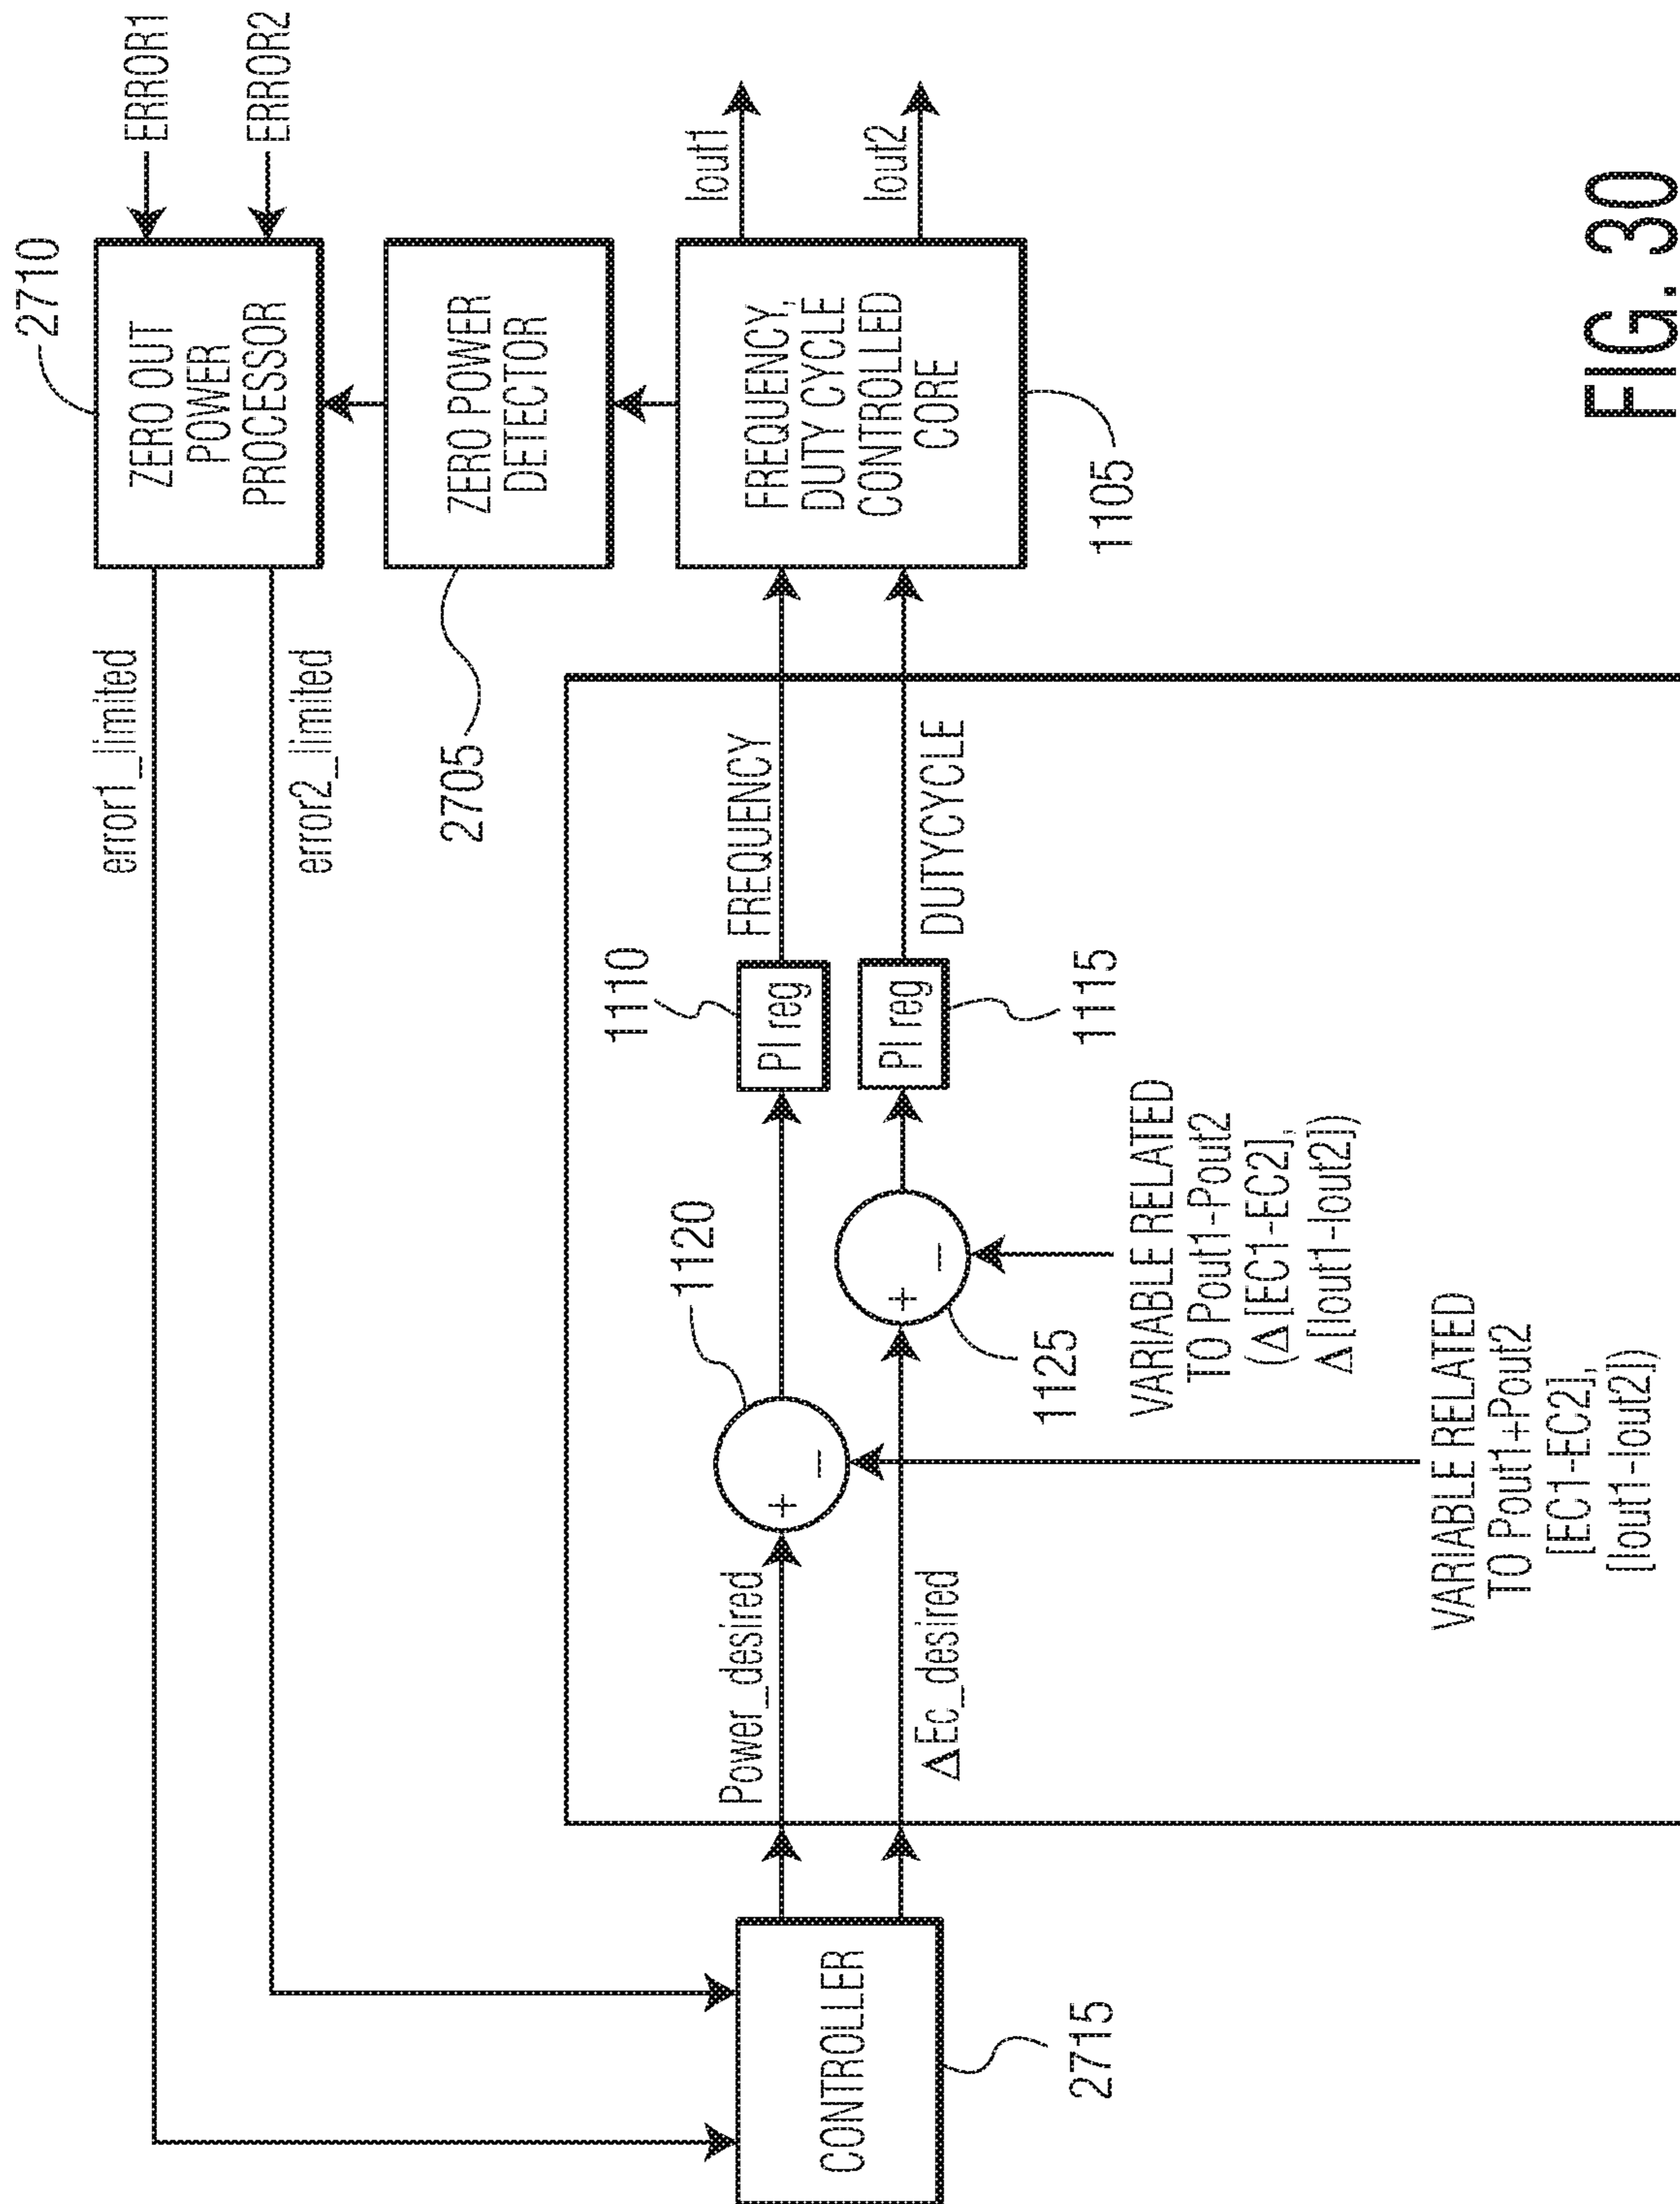 2710
ZERO OUT
POWER
PROCESSOR
ERROR1
ERROR2
error1_limited
error2_limited
ZERO POWER
DETECTOR
2705
FREQUENCY,
DUTY CYCLE
CONTROLLED
CORE
1105
Iout1
Iout2
CONTROLLER
2715
Power_desired
ΔEc_desired
1120
+
−
1125
+
−
1110
PI reg
1115
PI reg
FREQUENCY
DUTYCYCLE
VARIABLE RELATED
TO Pout1-Pout2
(Δ[EC1-EC2],
Δ[Iout1-Iout2])
VARIABLE RELATED
TO Pout1+Pout2
[EC1-EC2],
[Iout1-Iout2])
FIG. 30